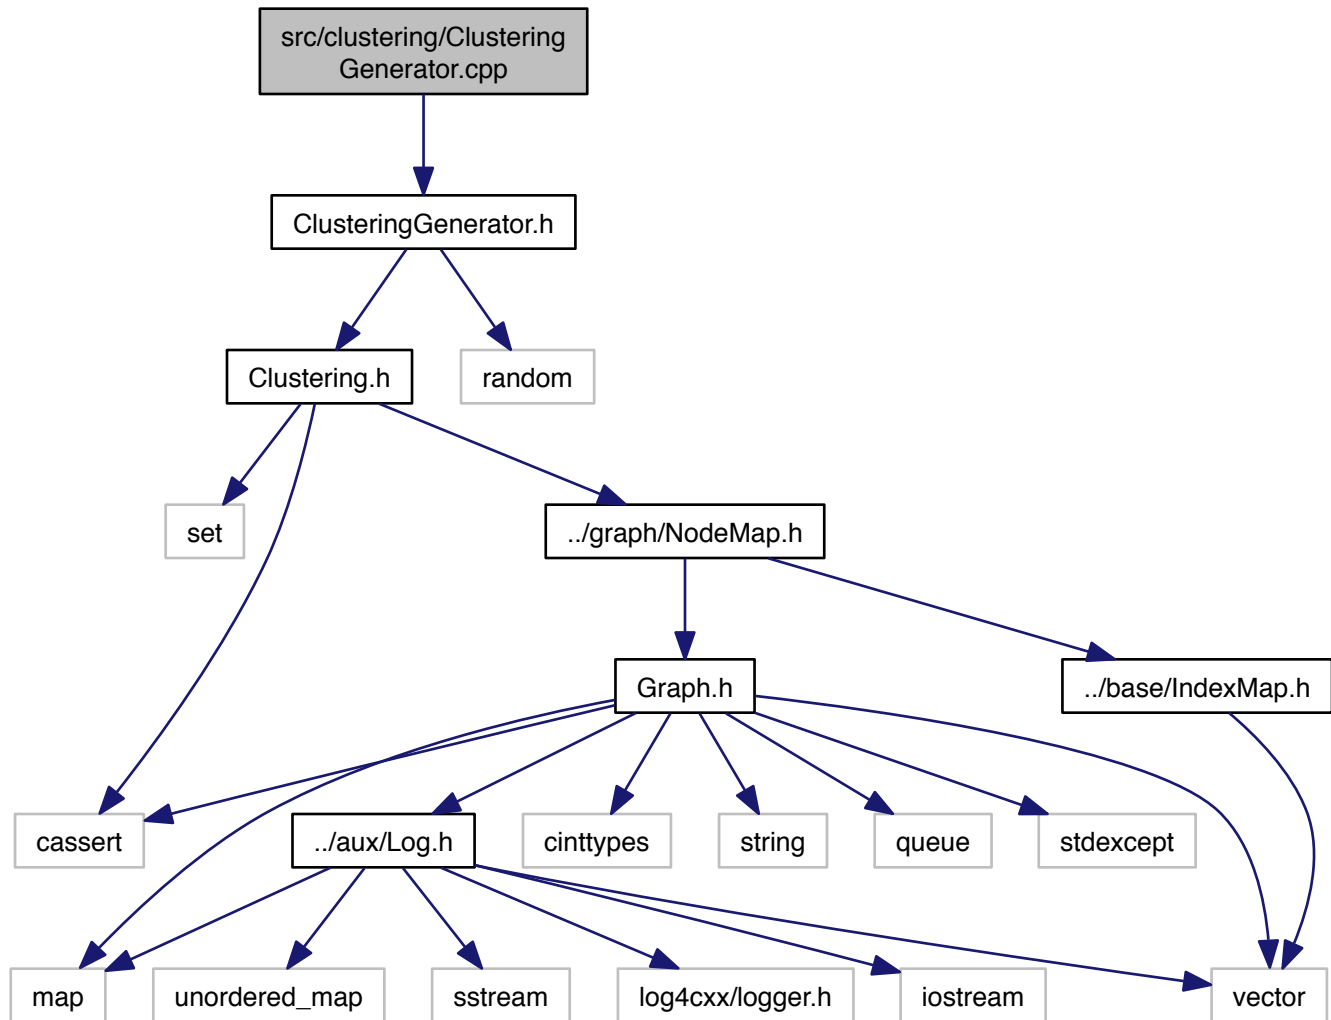 src/clustering/Clustering
Generator.cpp
ClusteringGenerator.h
Clustering.h
random
set
../graph/NodeMap.h
Graph.h
../base/IndexMap.h
cassert
../aux/Log.h
cinttypes
string
queue
stdexcept
map
unordered_map
sstream
log4cxx/logger.h
iostream
vector